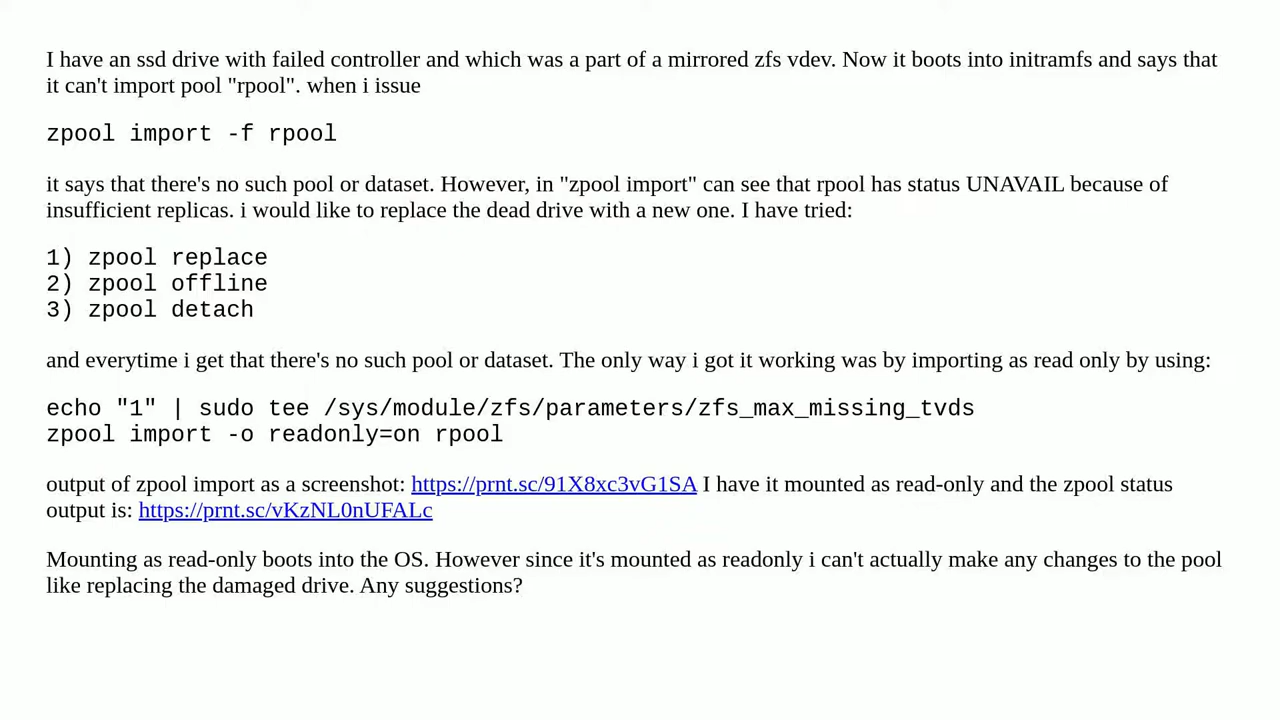 I have an ssd drive with failed controller and which was a part of a mirrored zfs vdev. Now it boots into initramfs and says that
it can't import pool "rpool". when i issue
zpool import -f rpool
it says that there's no such pool or dataset. However, in "zpool import" can see that rpool has status UNAVAIL because of
insufficient replicas. i would like to replace the dead drive with a new one. I have tried:
1) zpool replace
2) zpool offline
3) zpool detach
and everytime i get that there's no such pool or dataset. The only way i got it working was by importing as read only by using:
echo "1" | sudo tee /sys/module/zfs/parameters/zfs_max_missing_tvds
zpool import -o readonly=on rpool
output of zpool import as a screenshot: https://prnt.sc/91X8xc3vG1SA I have it mounted as read-only and the zpool status
output is: https://prnt.sc/vKzNL0nUFALc
Mounting as read-only boots into the OS. However since it's mounted as readonly i can't actually make any changes to the pool
like replacing the damaged drive. Any suggestions?